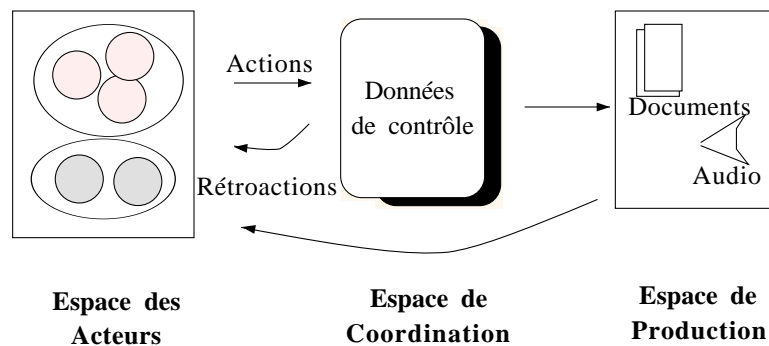 Actions
Données
de contrôle
Documents
Audio
Rétroactions
Espace des
Acteurs
Espace de
Coordination
Espace de
Production